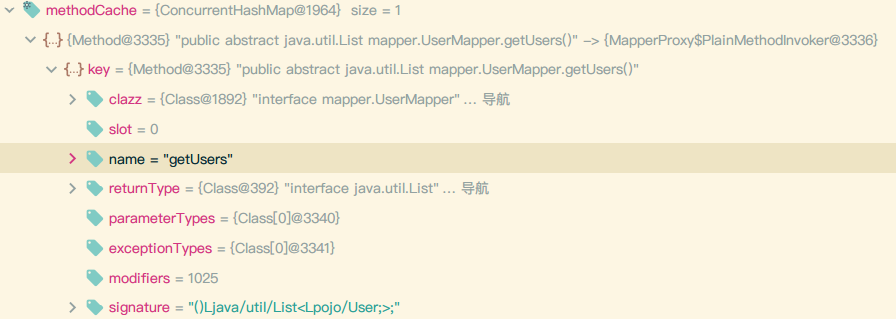 methodCache = {ConcurrentHashMap@1964} size = 1
{Method@3335} "public abstract java.util.List mapper.UserMapper.getUsers()" -> {MapperProxy$PlainMethodInvoker@3336}
key = {Method@3335} "public abstract java.util.List mapper.UserMapper.getUsers()"
clazz = {Class@1892} "interface mapper.UserMapper" ... 导航
slot = 0
name = "getUsers"
returnType = {Class@392} "interface java.util.List" ... 导航
parameterTypes = {Class[0]@3340}
exceptionTypes = {Class[0]@3341}
modifiers = 1025
signature = "()Ljava/util/List<Lpojo/User;>;"